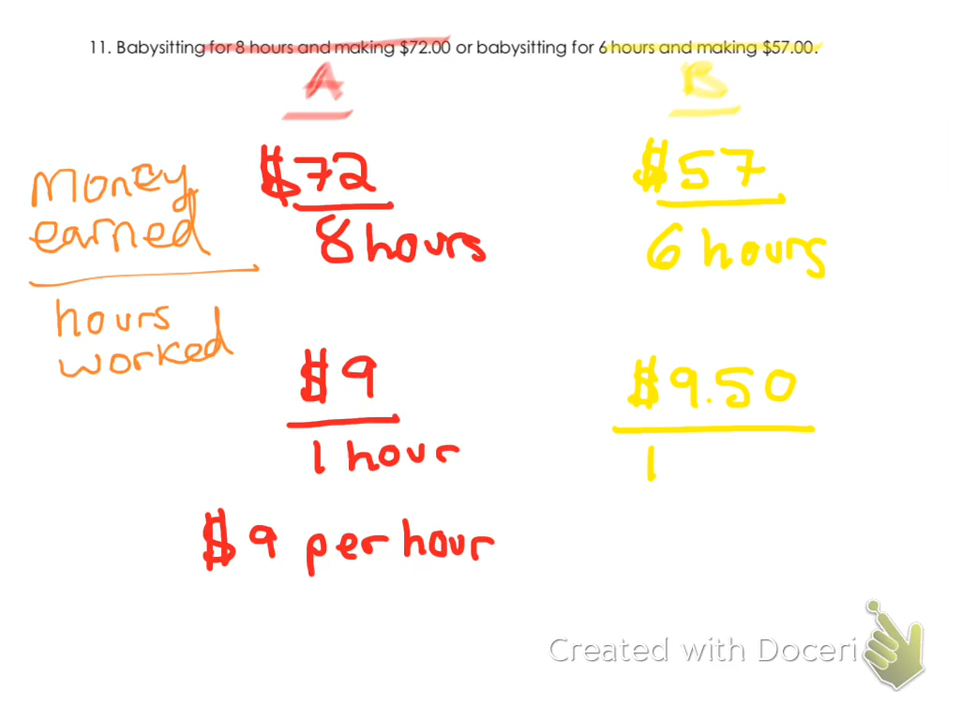 11. Babysitting for 8 hours and making $72.00 or babysitting for 6 hours and making $57.00.
A
B
Money
earned
hours
worked
$72
8 hours
$57
6 hours
$9
1 hour
$9.50
1
$9 per hour
Created with Doceri